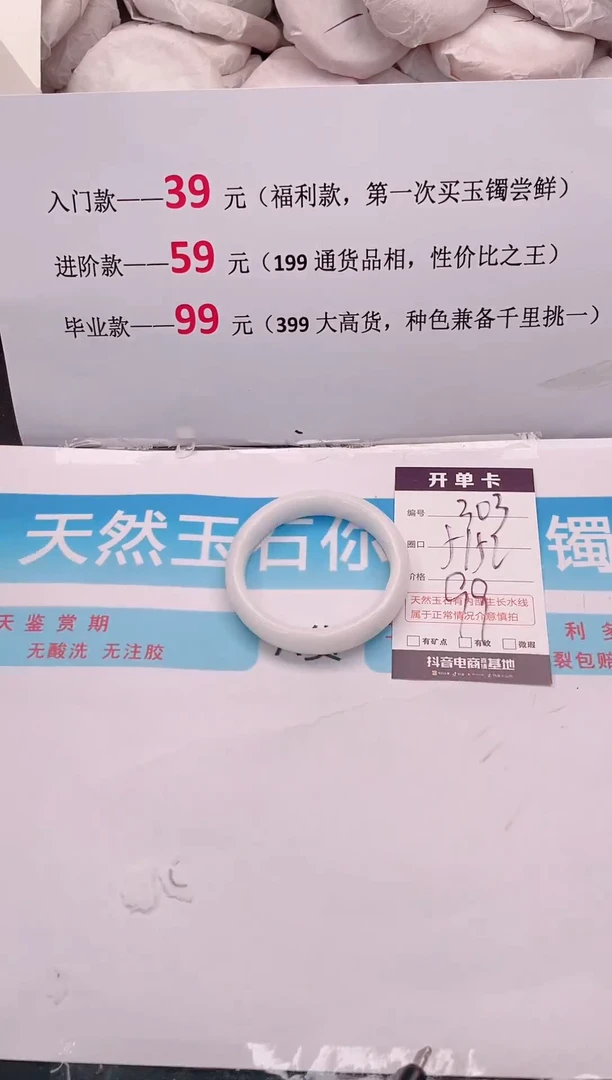 入门款——39 元（福利款，第一次买玉镯尝鲜）
进阶款——59 元（199 通货品相，性价比之王）
毕业款——99 元（399 大高货，种色兼备千里挑一）
天然玉石你 镯
天鉴赏期
无酸洗 无注胶
货
利多
裂包赔
开单卡
编号 303
圈口 5152
价格 99
天然玉石有内部生长水线
属于正常情况介意慎拍
□有矿点 □有纹 □微瑕
抖音电商 基地